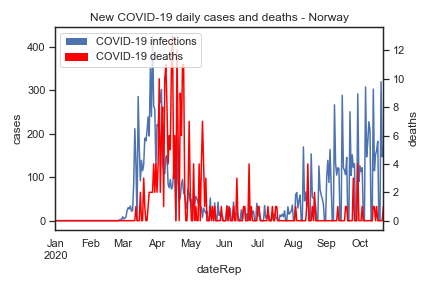 New COVID-19 daily cases and deaths - Norway
COVID-19 infections
COVID-19 deaths
400
300
200
100
0
cases
12
10
8
6
4
2
0
deaths
Jan Feb Mar Apr May Jun Jul Aug Sep Oct
2020
dateRep